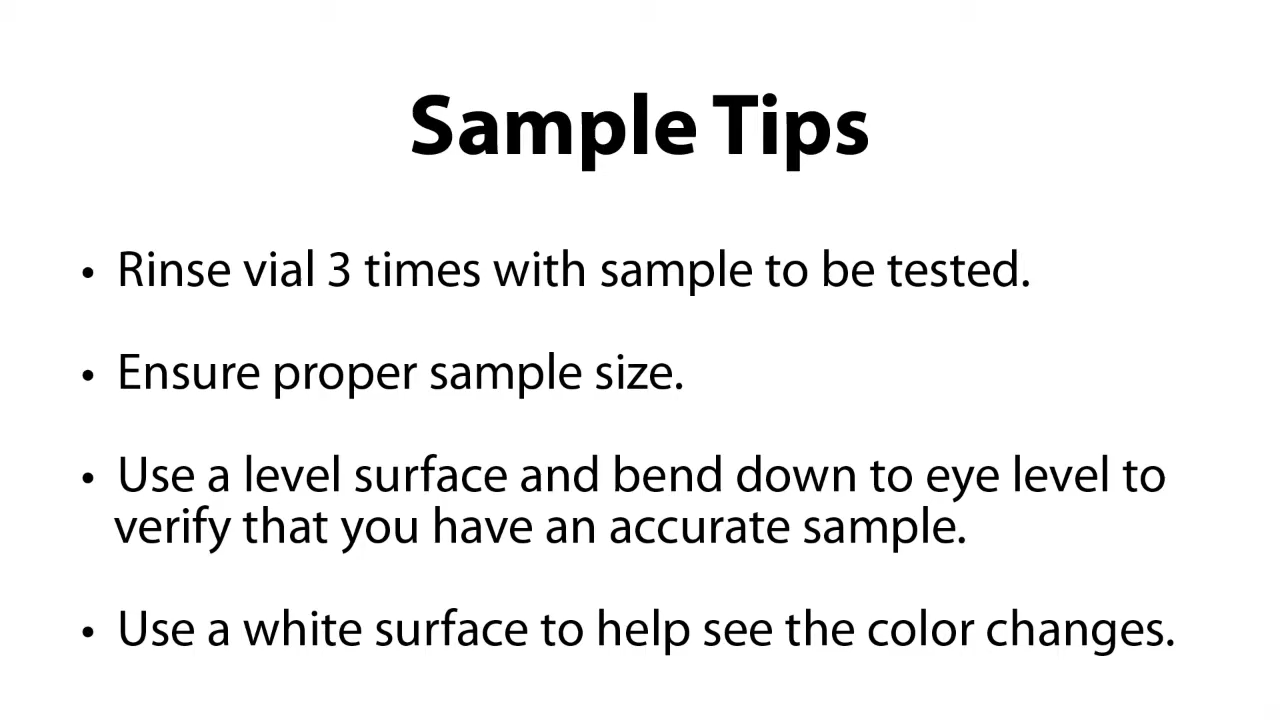 Sample Tips
• Rinse vial 3 times with sample to be tested.
• Ensure proper sample size.
• Use a level surface and bend down to eye level to
verify that you have an accurate sample.
• Use a white surface to help see the color changes.